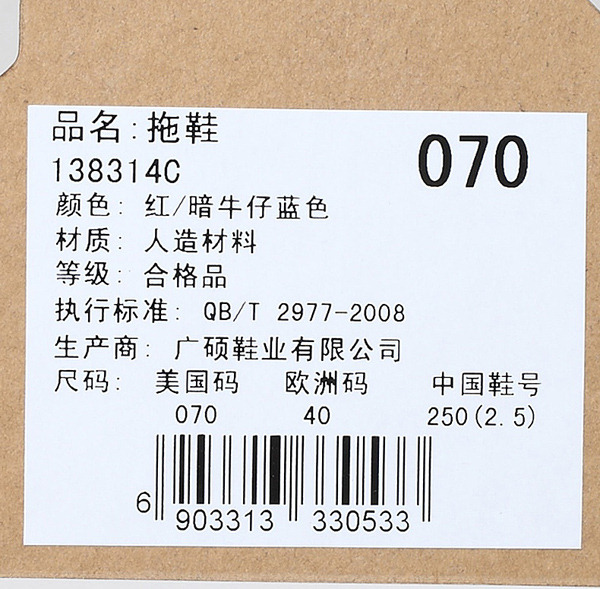 品名:拖鞋
070
138314C
颜色: 红/暗牛仔蓝色
材质: 人造材料
等级: 合格品
执行标准: QB/T 2977-2008
生产商: 广硕鞋业有限公司
尺码: 美国码 欧洲码 中国鞋号
070 40 250(2.5)
6 903313 330533